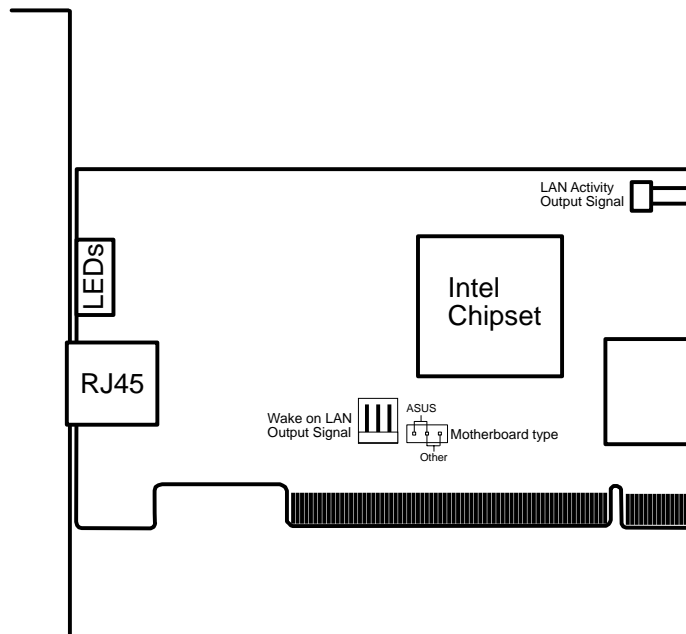 LAN Activity
Output Signal
LEDs
Intel
Chipset
RJ45
Wake on LAN
Output Signal
ASUS
Motherboard type
Other